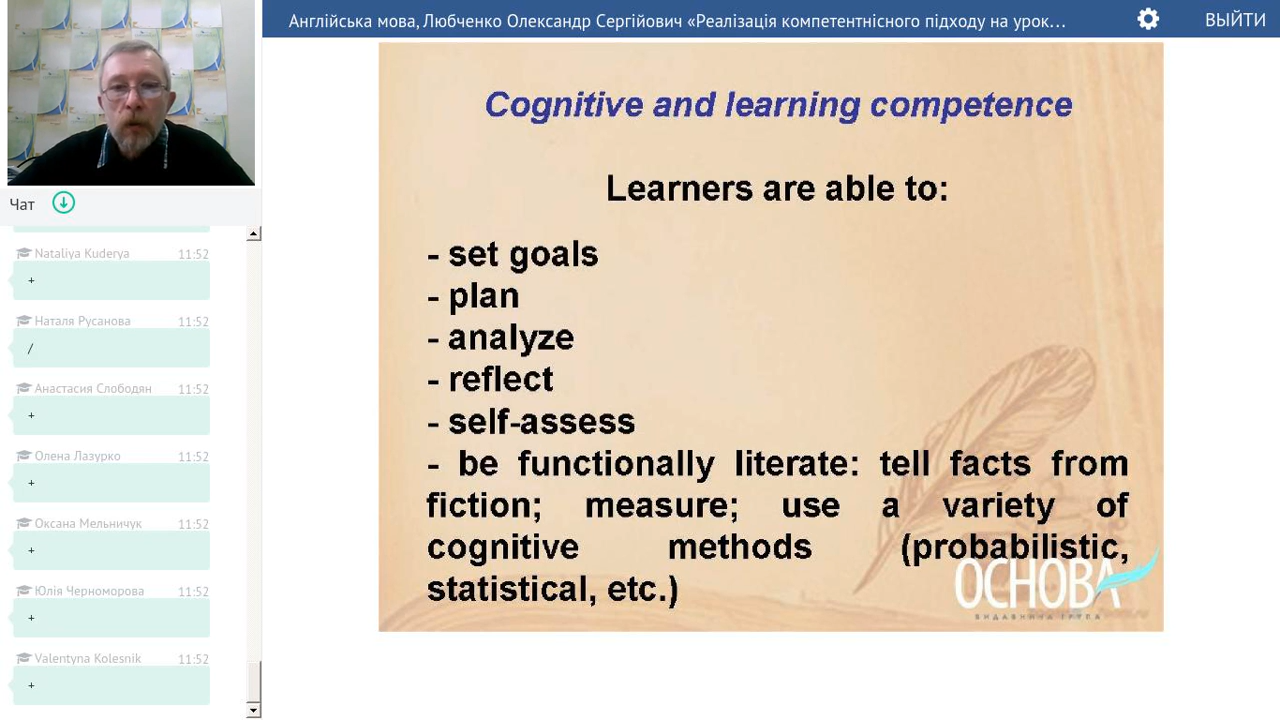 Англійська мова, Любченко Олександр Сергійович «Реалізація компетентнісного підходу на урок...
ВЫЙТИ
Чат
Nataliya Kuderya 11:52
+
Наталя Русанова 11:52
/
Анастасия Слободян 11:52
+
Олена Лазурко 11:52
+
Оксана Мельничук 11:52
+
Юлія Черноморова 11:52
+
Valentyna Kolesnik 11:52
+
Cognitive and learning competence
Learners are able to:
- set goals
- plan
- analyze
- reflect
- self-assess
- be functionally literate: tell facts from
fiction; measure; use a variety of
cognitive methods (probabilistic,
statistical, etc.)
ОСНОВА
ВИДАВНИЧА ГРУПА